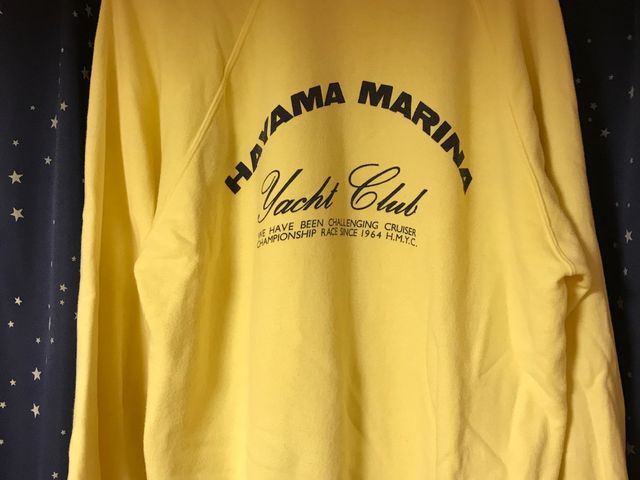 HAYAMA MARINA
Yacht Club
WE HAVE BEEN CHALLENGING CRUISER
CHAMPIONSHIP RACE SINCE 1964 H.M.Y.C.